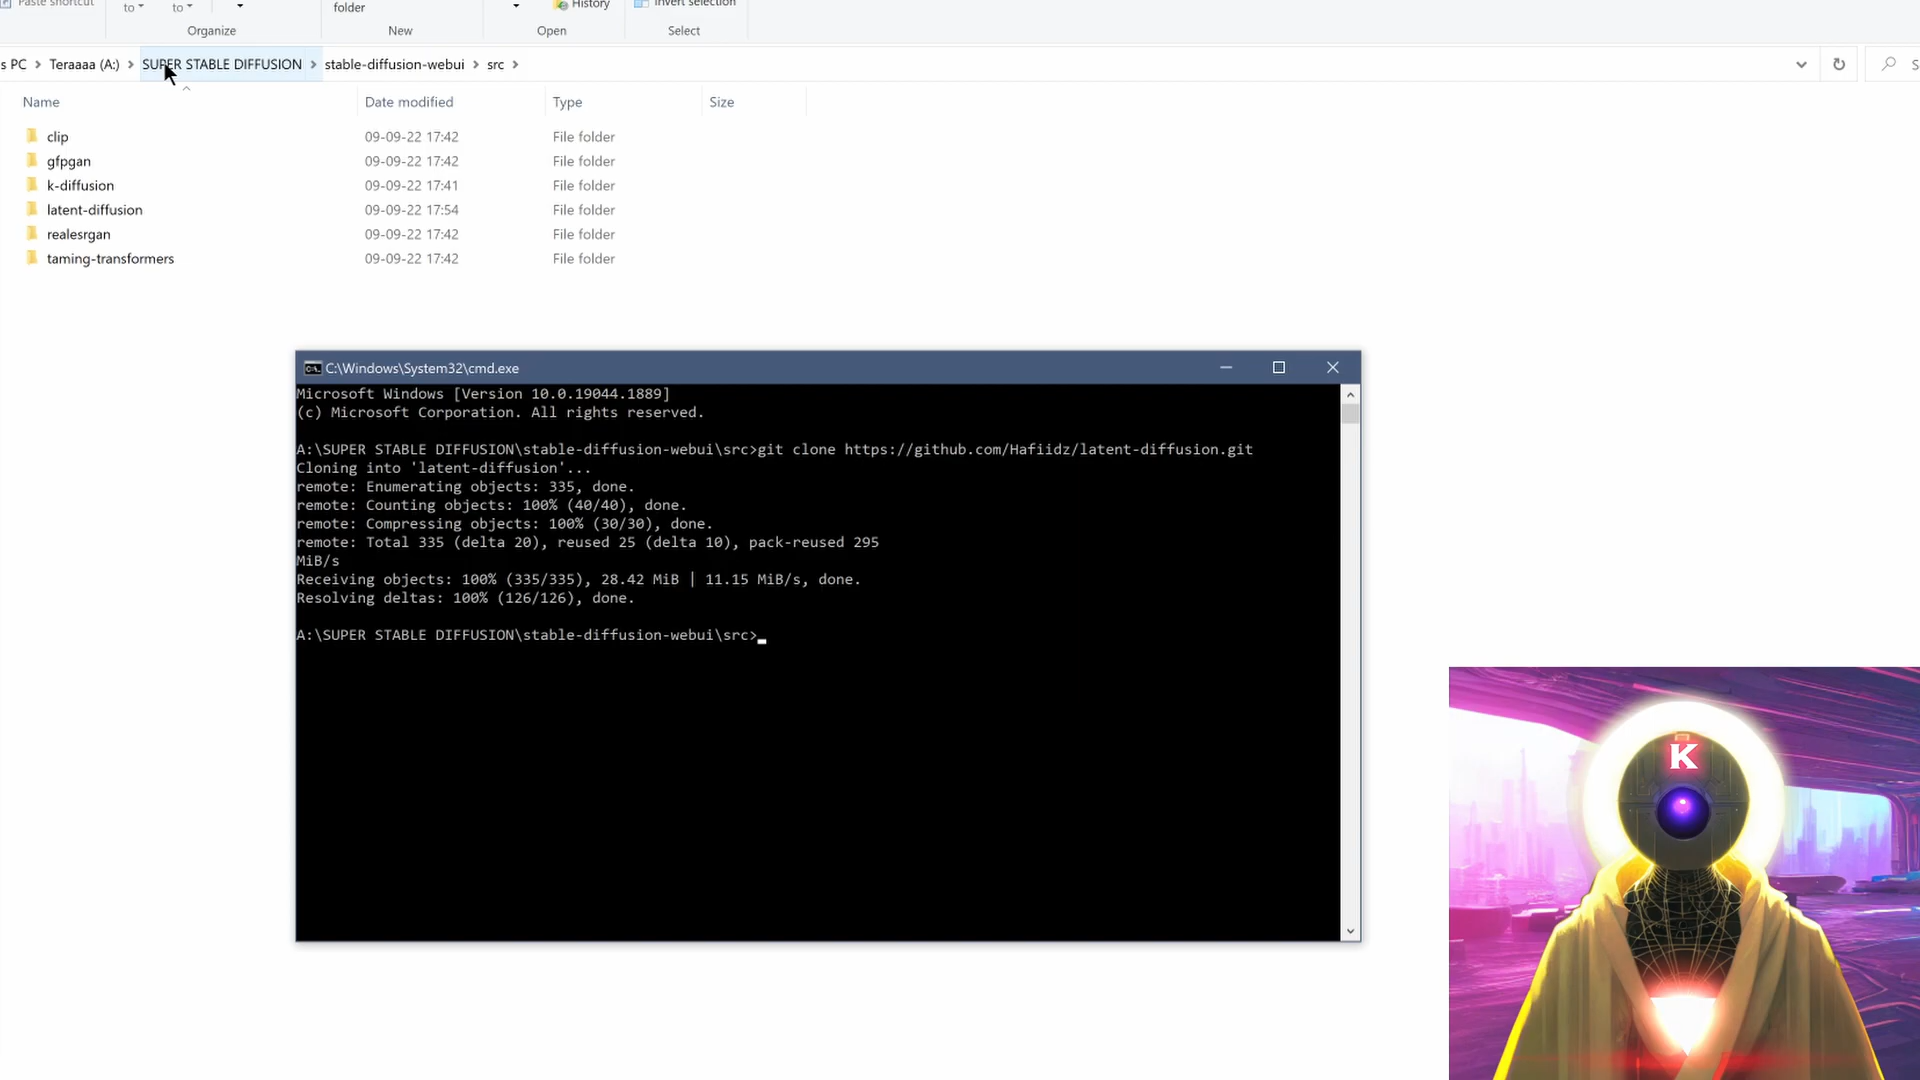 Paste shortcut
to
to
folder
History
Invert selection
Organize
New
Open
Select
s PC > Teraaaa (A:) > SUPER STABLE DIFFUSION > stable-diffusion-webui > src >
S
Name Date modified Type Size
clip 09-09-22 17:42 File folder
gfpgan 09-09-22 17:42 File folder
k-diffusion 09-09-22 17:41 File folder
latent-diffusion 09-09-22 17:54 File folder
realesrgan 09-09-22 17:42 File folder
taming-transformers 09-09-22 17:42 File folder
C:\Windows\System32\cmd.exe
Microsoft Windows [Version 10.0.19044.1889]
(c) Microsoft Corporation. All rights reserved.
A:\SUPER STABLE DIFFUSION\stable-diffusion-webui\src>git clone https://github.com/Hafiidz/latent-diffusion.git
Cloning into 'latent-diffusion'...
remote: Enumerating objects: 335, done.
remote: Counting objects: 100% (40/40), done.
remote: Compressing objects: 100% (30/30), done.
remote: Total 335 (delta 20), reused 25 (delta 10), pack-reused 295
MiB/s
Receiving objects: 100% (335/335), 28.42 MiB | 11.15 MiB/s, done.
Resolving deltas: 100% (126/126), done.
A:\SUPER STABLE DIFFUSION\stable-diffusion-webui\src>
K